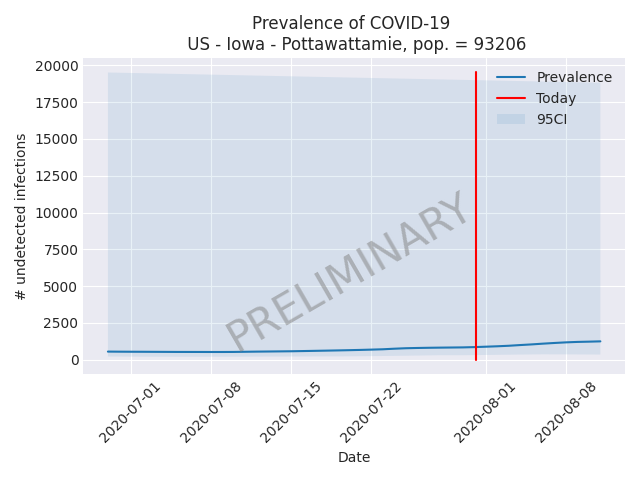 Prevalence of COVID-19
US - Iowa - Pottawattamie, pop. = 93206
20000
17500
15000
12500
10000
7500
5000
2500
0
# undetected infections
Prevalence
Today
95CI
PRELIMINARY
2020-07-01
2020-07-08
2020-07-15
2020-07-22
2020-08-01
2020-08-08
Date